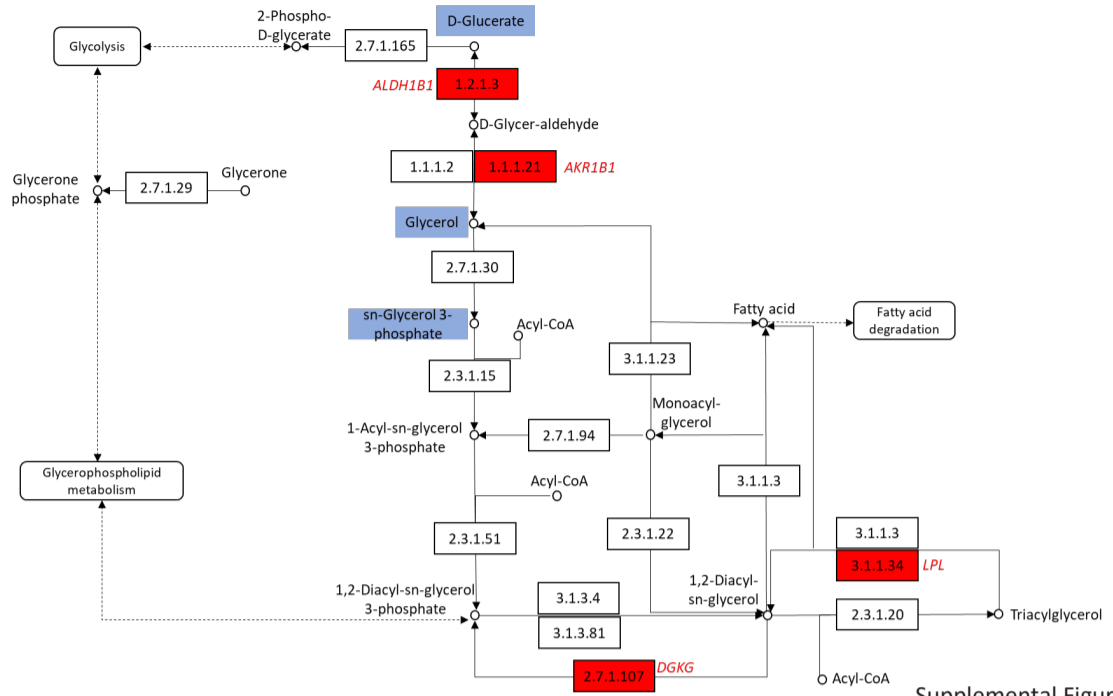 2-Phospho-
D-glycerate
D-Glucerate
Glycolysis
2.7.1.165
ALDH1B1
1.2.1.3
D-Glycer-aldehyde
1.1.1.2
1.1.1.21
AKR1B1
Glycerone
phosphate
2.7.1.29
Glycerone
Glycerol
2.7.1.30
sn-Glycerol 3-
phosphate
Acyl-CoA
Fatty acid
Fatty acid
degradation
2.3.1.15
3.1.1.23
Monoacyl-
glycerol
1-Acyl-sn-glycerol
3-phosphate
2.7.1.94
Glycerophospholipid
metabolism
Acyl-CoA
3.1.1.3
2.3.1.51
2.3.1.22
3.1.1.3
3.1.1.34
LPL
1,2-Diacyl-sn-glycerol
3-phosphate
3.1.3.4
3.1.3.81
1,2-Diacyl-
sn-glycerol
2.3.1.20
Triacylglycerol
2.7.1.107
DGKG
Acyl-CoA
Supplemental